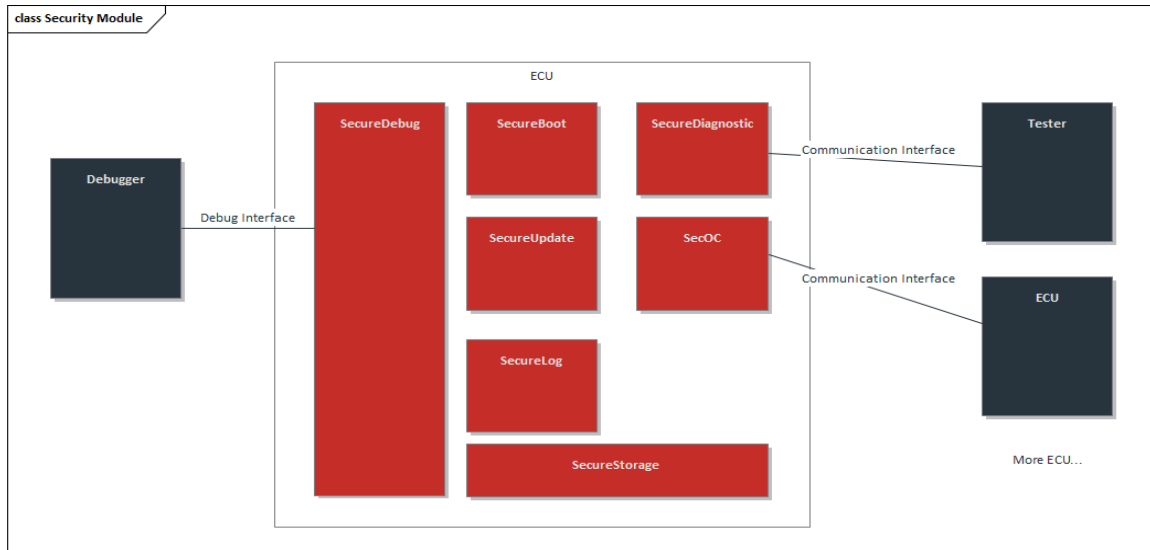 class Security Module
ECU
SecureDebug
SecureBoot
SecureDiagnostic
Tester
Communication Interface
Debugger
Debug Interface
SecureUpdate
SecOC
Communication Interface
ECU
SecureLog
SecureStorage
More ECU...